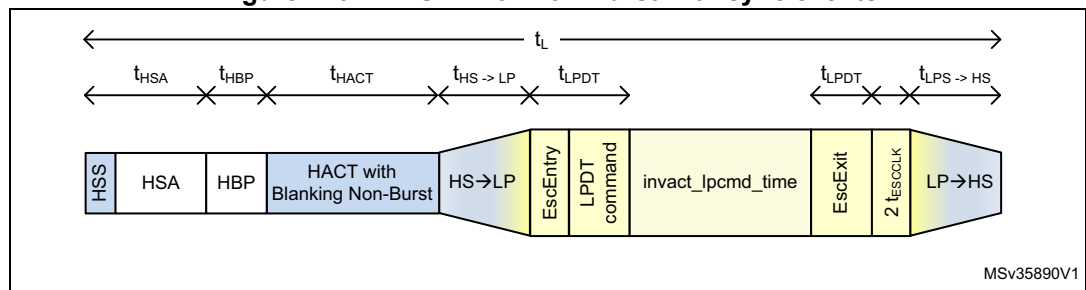 t_L
t_HSA t_HBP t_HACT t_HS -> LP t_LPDT t_LPDT t_LPS -> HS
HSS
HSA
HBP
HACT with
Blanking Non-Burst
HS→LP
EscEntry
LPDT
command
invact_lpcmd_time
EscExit
2 t_ESCCLK
LP→HS
MSv35890V1